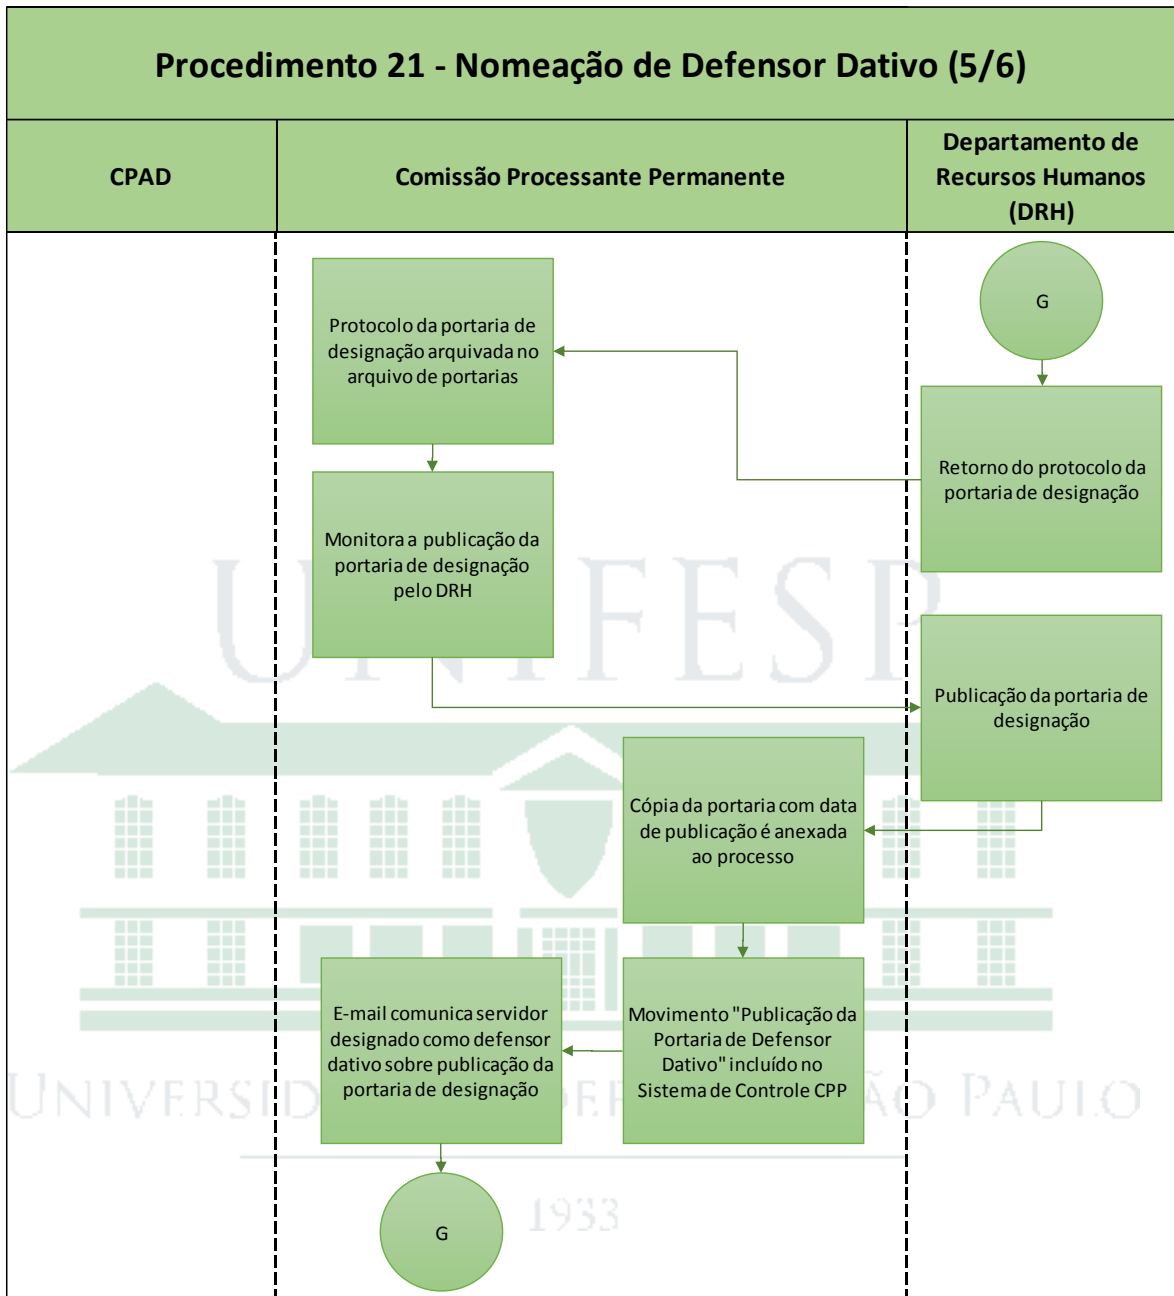 Procedimento 21 - Nomeação de Defensor Dativo (5/6)
CPAD
Comissão Processante Permanente
Departamento de
Recursos Humanos
(DRH)
G
Protocolo da portaria de
designação arquivada no
arquivo de portarias
Retorno do protocolo da
portaria de designação
Monitora a publicação da
portaria de designação
pelo DRH
UNIFESP
Publicação da portaria de
designação
Cópia da portaria com data
de publicação é anexada
ao processo
E-mail comunica servidor
designado como defensor
dativo sobre publicação da
portaria de designação
Movimento "Publicação da
Portaria de Defensor
Dativo" incluído no
Sistema de Controle CPP
PAULO
1933
G